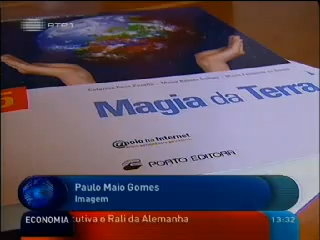 RTP1
Magia da Terra
apoio na Internet
PORTO EDITORA
Paulo Maio Gomes
Imagem
ECONOMIA
cutiva e Rali da Alemanha
13:32